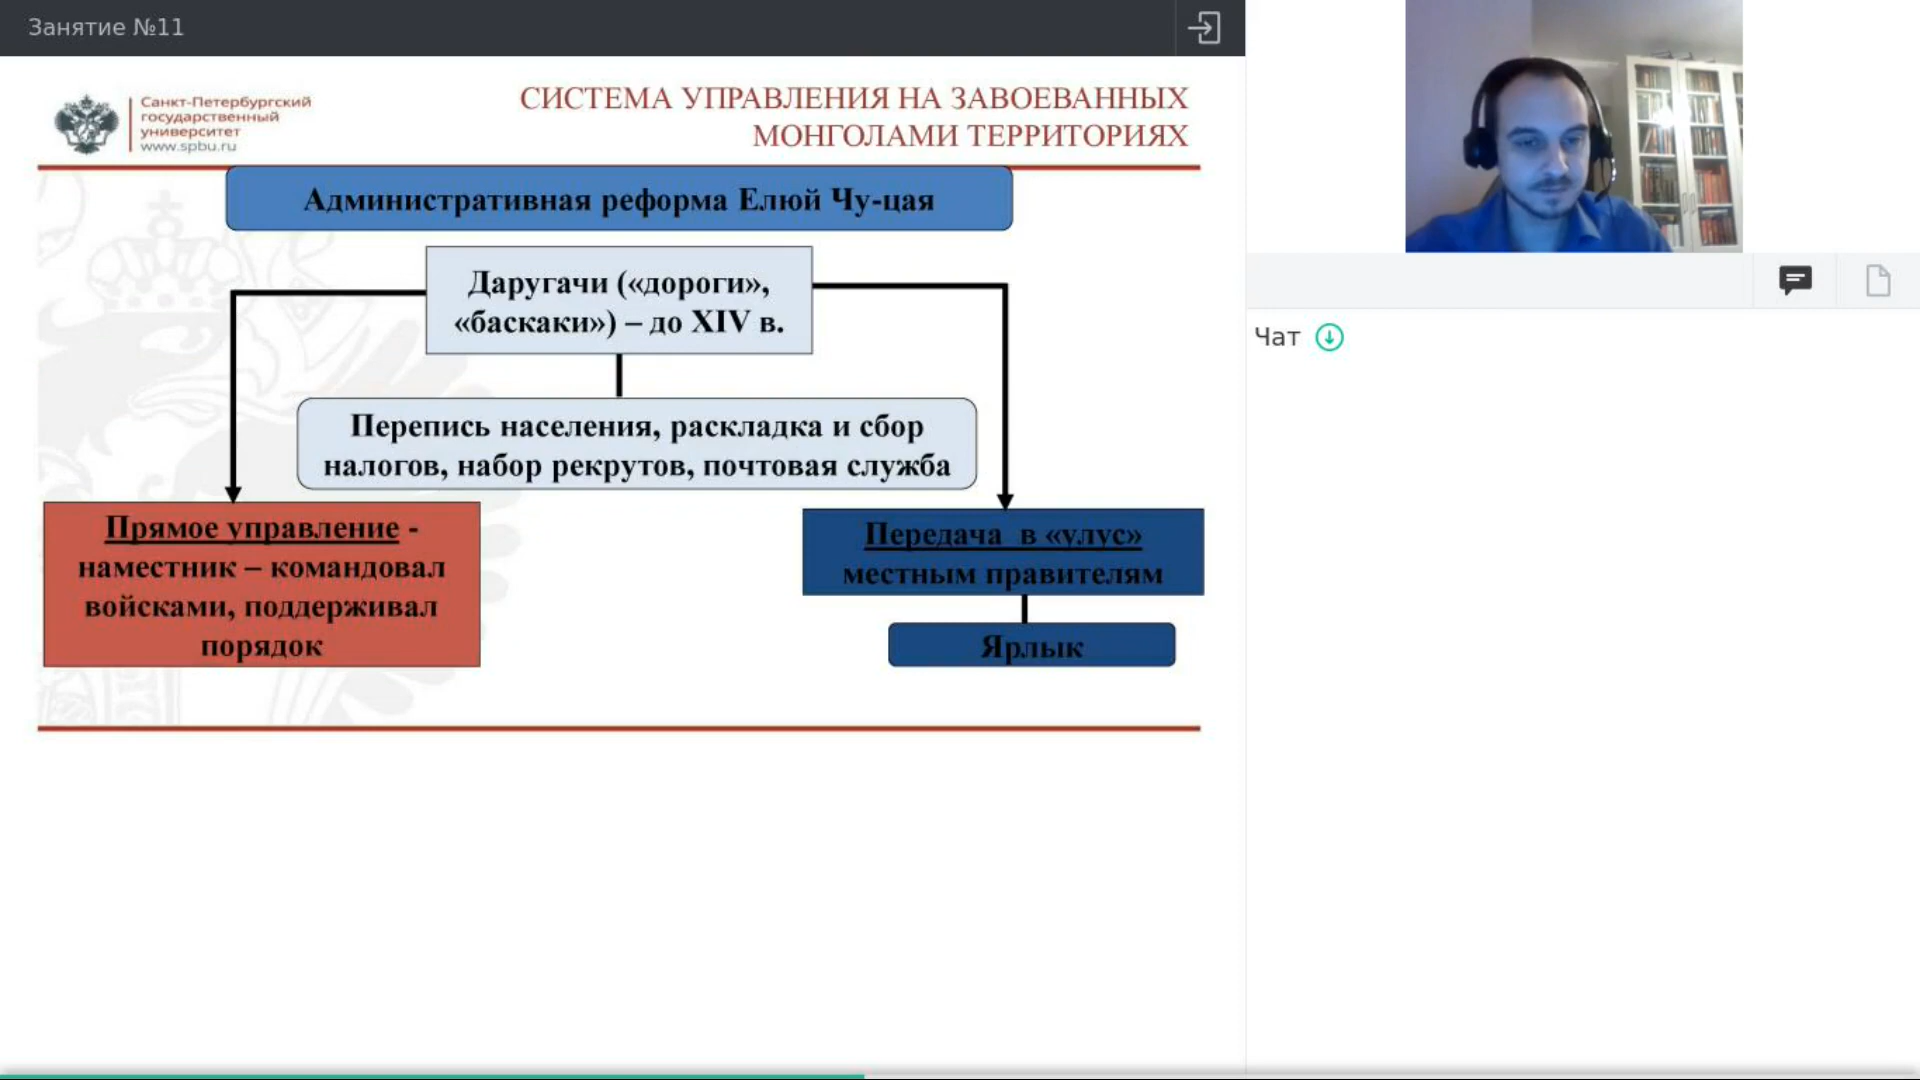 Занятие №11
Санкт-Петербургский
государственный
университет
www.spbu.ru
СИСТЕМА УПРАВЛЕНИЯ НА ЗАВОЕВАННЫХ
МОНГОЛАМИ ТЕРРИТОРИЯХ
Административная реформа Елюй Чу-цая
Даругачи («дороги»,
«баскаки») – до XIV в.
Перепись населения, раскладка и сбор
налогов, набор рекрутов, почтовая служба
Прямое управление -
наместник – командовал
войсками, поддерживал
порядок
Передача в «улус»
местным правителям
Ярлык
Чат